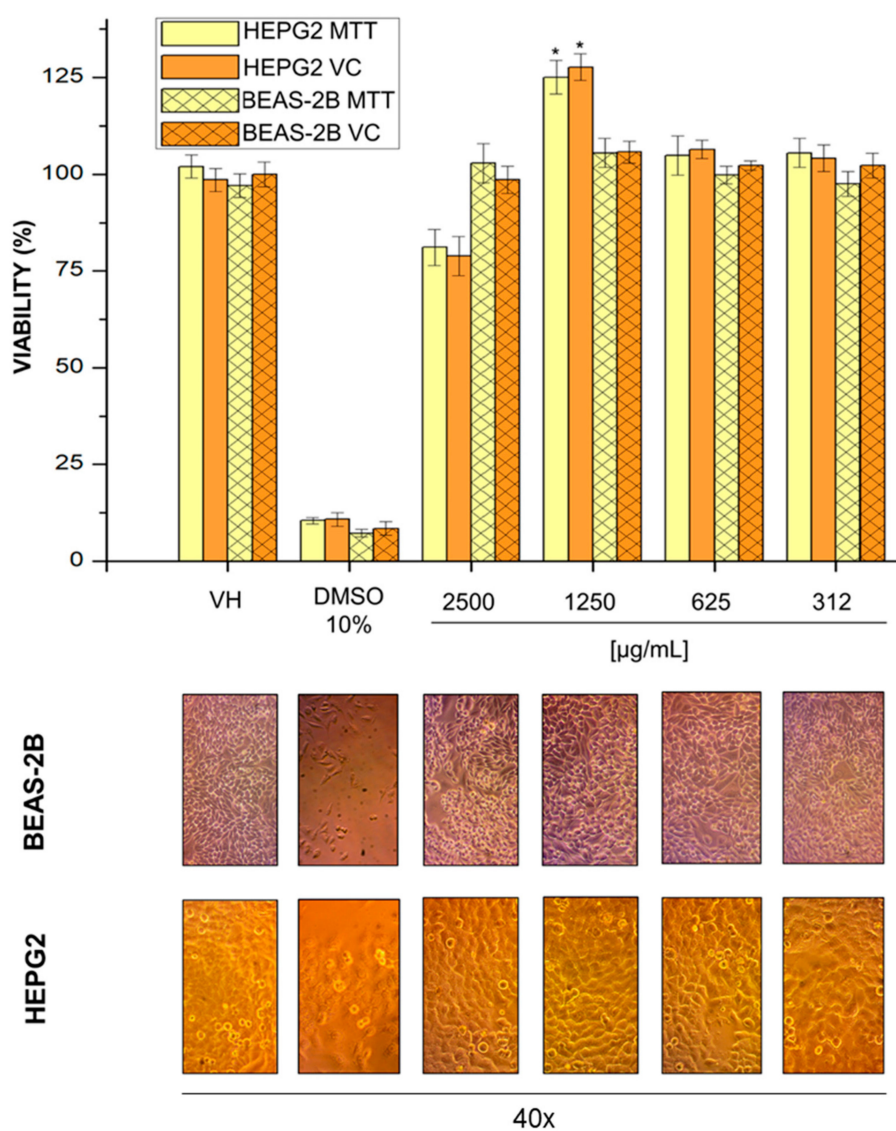 HEPG2 MTT
HEPG2 VC
BEAS-2B MTT
BEAS-2B VC
* *
VIABILITY (%)
125
100
75
50
25
0
VH
DMSO
10%
2500
1250
625
312
[µg/mL]
BEAS-2B
HEPG2
40x